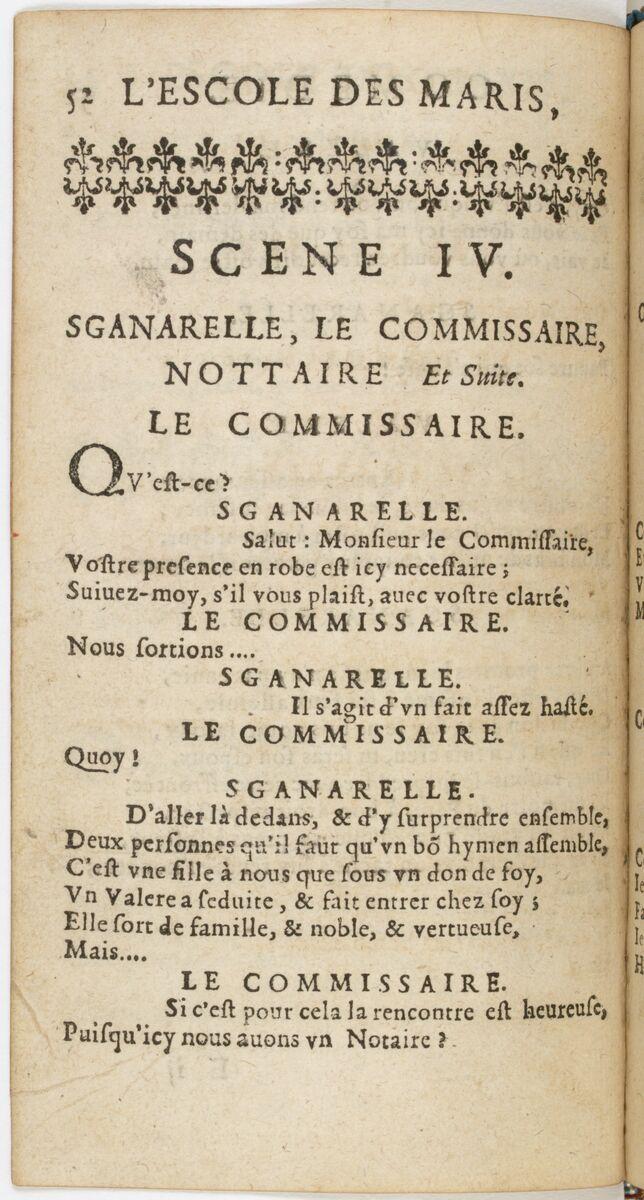 52 L'ESCOLE DES MARIS,
SCENE IV.
SGANARELLE, LE COMMISSAIRE,
NOTTAIRE Et Suite.
LE COMMISSAIRE.
QV'est-ce ?
SGANARELLE.
Salut : Monsieur le Commiſſaire,
Voſtre preſence en robe eſt icy neceſſaire ;
Suiuez-moy, s'il vous plaiſt, auec voſtre clarté.
LE COMMISSAIRE.
Nous ſortions ....
SGANARELLE.
Il s'agit d'vn fait aſſez haſté.
LE COMMISSAIRE.
Quoy !
SGANARELLE.
D'aller là dedans, & d'y ſurprendre enſemble,
Deux perſonnes qu'il faut qu'vn bõ hymen aſſemble,
C'eſt vne fille à nous que ſous vn don de foy,
Vn Valere a ſeduite, & fait entrer chez ſoy ;
Elle ſort de famille, & noble, & vertueuſe,
Mais....
LE COMMISSAIRE.
Si c'eſt pour cela la rencontre eſt heureuſe,
Puiſqu'icy nous auons vn Notaire ?